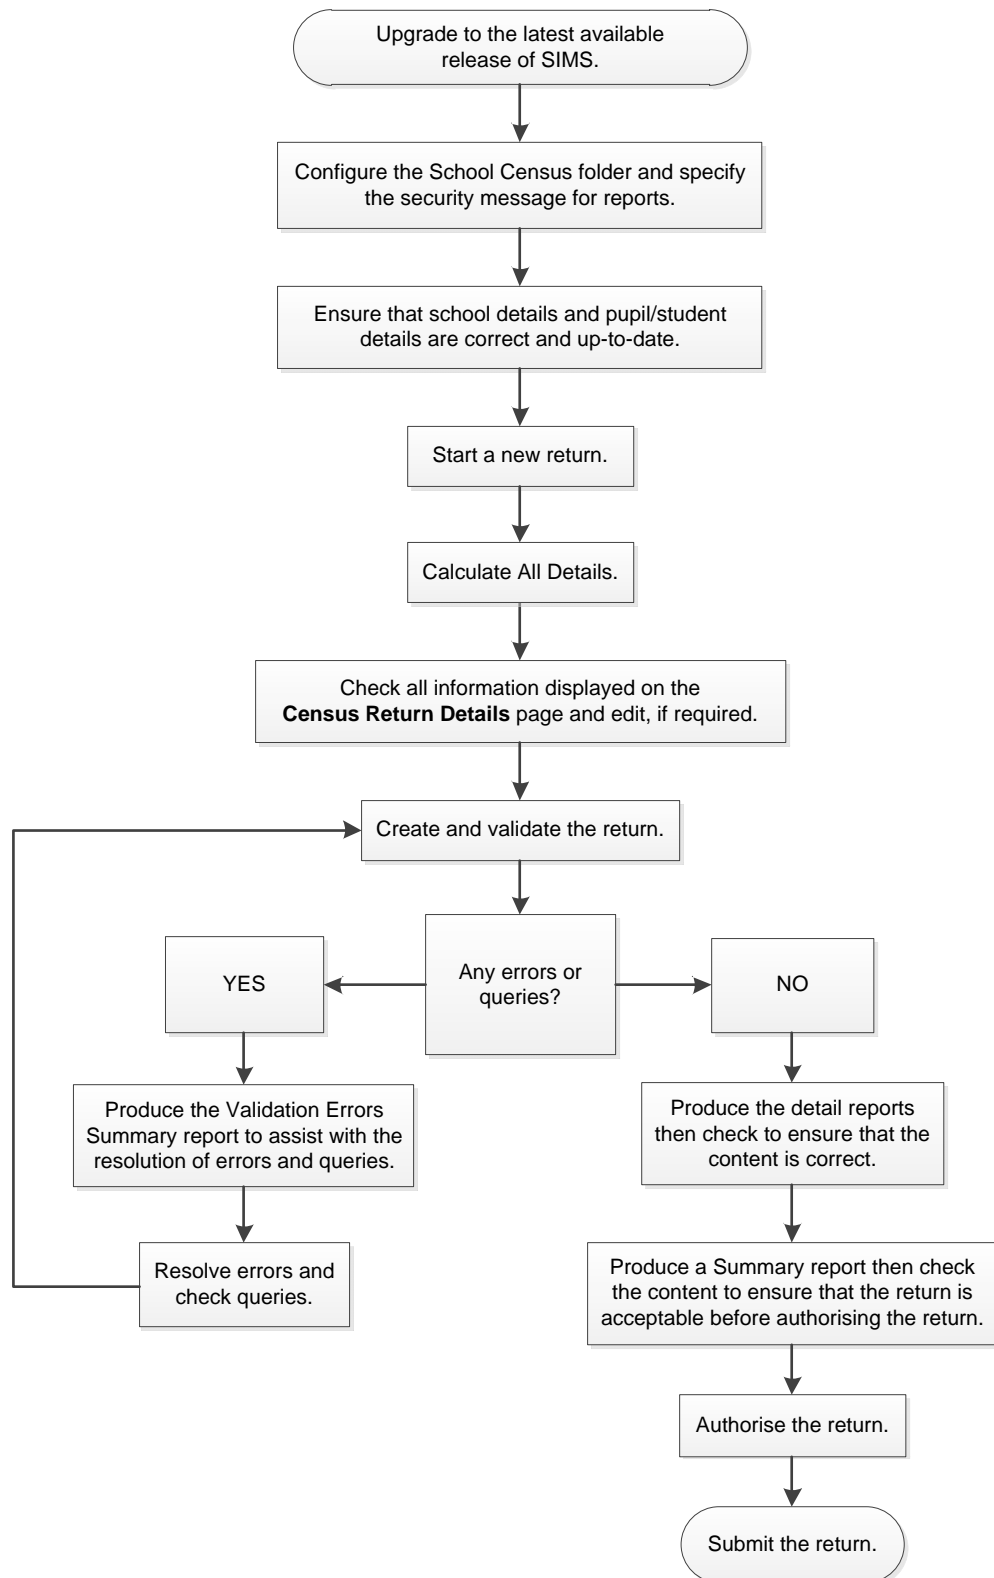 Upgrade to the latest available
release of SIMS.
Configure the School Census folder and specify
the security message for reports.
Ensure that school details and pupil/student
details are correct and up-to-date.
Start a new return.
Calculate All Details.
Check all information displayed on the
Census Return Details page and edit, if required.
Create and validate the return.
Any errors or
queries?
YES
NO
Produce the Validation Errors
Summary report to assist with the
resolution of errors and queries.
Resolve errors and
check queries.
Produce the detail reports
then check to ensure that the
content is correct.
Produce a Summary report then check
the content to ensure that the return is
acceptable before authorising the return.
Authorise the return.
Submit the return.